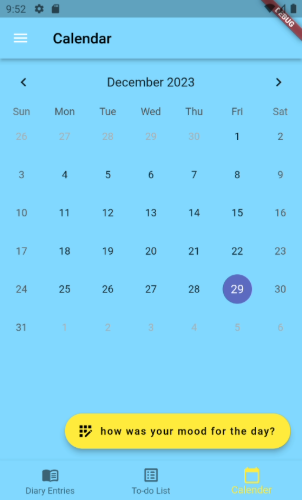 9:52
DEBUG
Calendar
December 2023
Sun Mon Tue Wed Thu Fri Sat
26 27 28 29 30 1 2
3 4 5 6 7 8 9
10 11 12 13 14 15 16
17 18 19 20 21 22 23
24 25 26 27 28 29 30
31 1 2 3 4 5 6
how was your mood for the day?
Diary Entries To-do List Calender